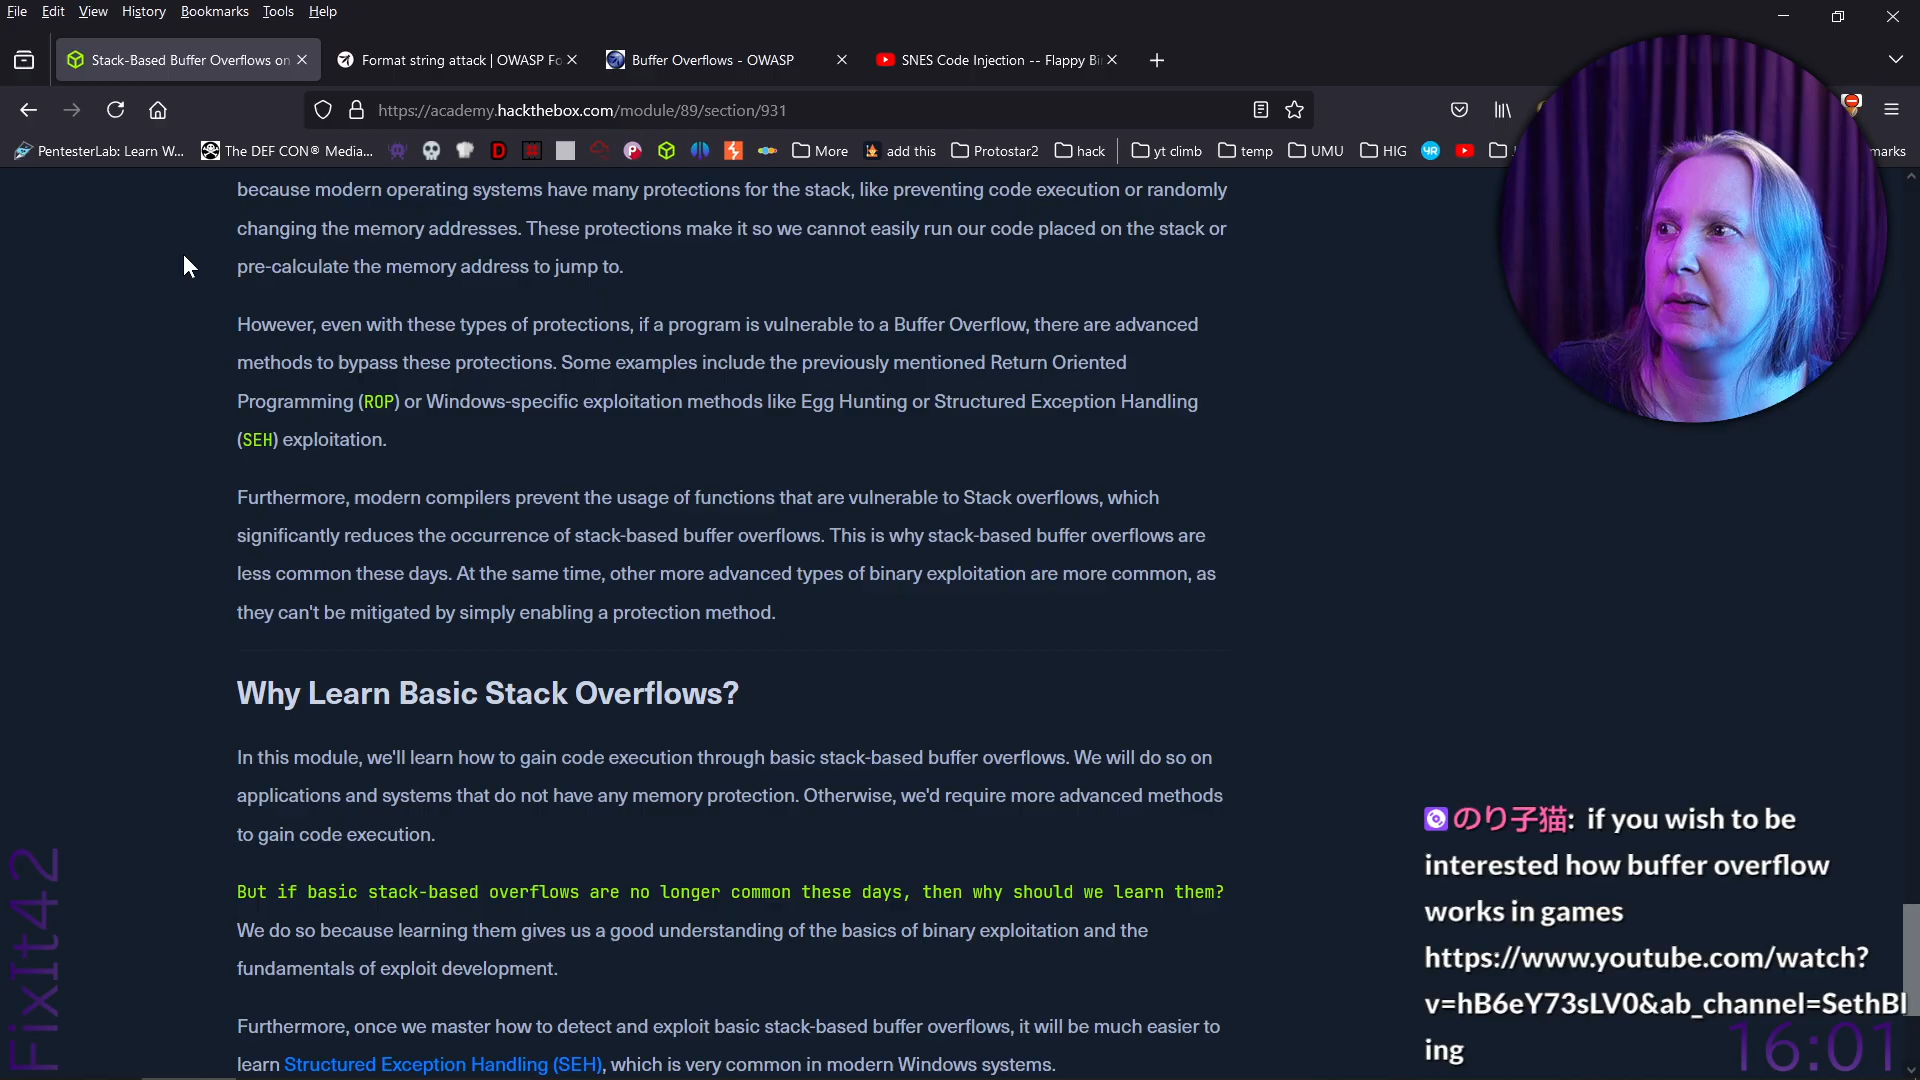 File Edit View History Bookmarks Tools Help
Stack-Based Buffer Overflows on
Format string attack | OWASP Fo
Buffer Overflows - OWASP
SNES Code Injection -- Flappy Bi
https://academy.hackthebox.com/module/89/section/931
PentesterLab: Learn W... The DEF CON® Media... More add this Protostar2 hack yt climb temp UMU HIG marks
because modern operating systems have many protections for the stack, like preventing code execution or randomly
changing the memory addresses. These protections make it so we cannot easily run our code placed on the stack or
pre-calculate the memory address to jump to.
However, even with these types of protections, if a program is vulnerable to a Buffer Overflow, there are advanced
methods to bypass these protections. Some examples include the previously mentioned Return Oriented
Programming (ROP) or Windows-specific exploitation methods like Egg Hunting or Structured Exception Handling
(SEH) exploitation.
Furthermore, modern compilers prevent the usage of functions that are vulnerable to Stack overflows, which
significantly reduces the occurrence of stack-based buffer overflows. This is why stack-based buffer overflows are
less common these days. At the same time, other more advanced types of binary exploitation are more common, as
they can't be mitigated by simply enabling a protection method.
Why Learn Basic Stack Overflows?
In this module, we'll learn how to gain code execution through basic stack-based buffer overflows. We will do so on
applications and systems that do not have any memory protection. Otherwise, we'd require more advanced methods
to gain code execution.
But if basic stack-based overflows are no longer common these days, then why should we learn them?
We do so because learning them gives us a good understanding of the basics of binary exploitation and the
fundamentals of exploit development.
Furthermore, once we master how to detect and exploit basic stack-based buffer overflows, it will be much easier to
learn Structured Exception Handling (SEH), which is very common in modern Windows systems.
のり子猫: if you wish to be
interested how buffer overflow
works in games
https://www.youtube.com/watch?
v=hB6eY73sLV0&ab_channel=SethBl
ing
FixIt42
16:01